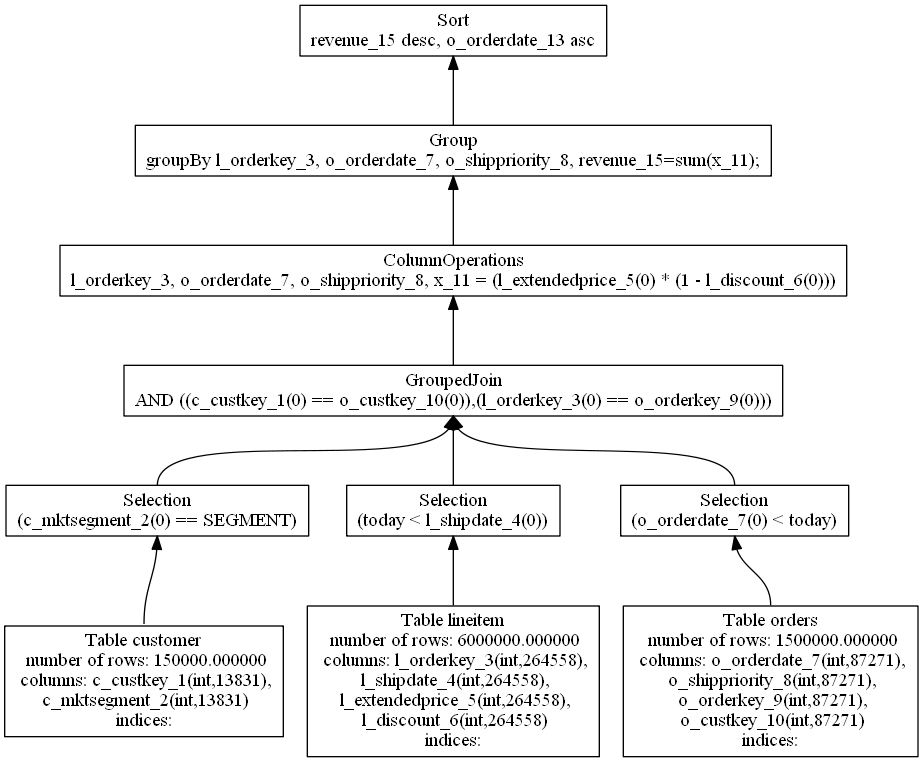 Sort
revenue_15 desc, o_orderdate_13 asc
Group
groupBy l_orderkey_3, o_orderdate_7, o_shippriority_8, revenue_15=sum(x_11);
ColumnOperations
l_orderkey_3, o_orderdate_7, o_shippriority_8, x_11 = (l_extendedprice_5(0) * (1 - l_discount_6(0)))
GroupedJoin
AND ((c_custkey_1(0) == o_custkey_10(0)),(l_orderkey_3(0) == o_orderkey_9(0)))
Selection
(c_mktsegment_2(0) == SEGMENT)
Selection
(today < l_shipdate_4(0))
Selection
(o_orderdate_7(0) < today)
Table customer
number of rows: 150000.000000
columns: c_custkey_1(int,13831),
c_mktsegment_2(int,13831)
indices:
Table lineitem
number of rows: 6000000.000000
columns: l_orderkey_3(int,264558),
l_shipdate_4(int,264558),
l_extendedprice_5(int,264558),
l_discount_6(int,264558)
indices:
Table orders
number of rows: 1500000.000000
columns: o_orderdate_7(int,87271),
o_shippriority_8(int,87271),
o_orderkey_9(int,87271),
o_custkey_10(int,87271)
indices: